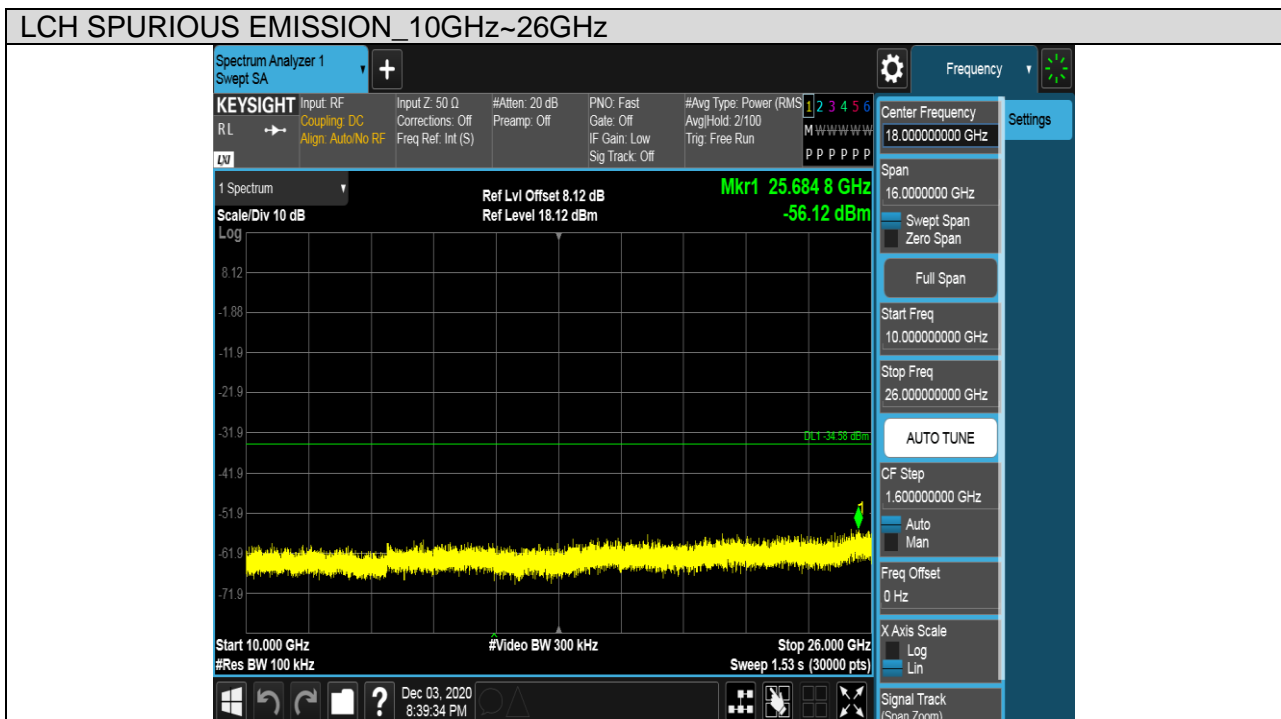 LCH SPURIOUS EMISSION_10GHz~26GHz
Spectrum Analyzer 1
Swept SA
+
Frequency
KEYSIGHT
RL
LXI
Input: RF
Coupling: DC
Align: Auto/No RF
Input Z: 50 Ω
Corrections: Off
Freq Ref: Int (S)
#Atten: 20 dB
Preamp: Off
PNO: Fast
Gate: Off
IF Gain: Low
Sig Track: Off
#Avg Type: Power (RMS
Avg|Hold: 2/100
Trig: Free Run
1 2 3 4 5 6
M W W W W W
P P P P P P
1 Spectrum
Scale/Div 10 dB
Log
Ref Lvl Offset 8.12 dB
Ref Level 18.12 dBm
Mkr1 25.684 8 GHz
-56.12 dBm
8.12
-1.88
-11.9
-21.9
-31.9
DL1 -34.58 dBm
-41.9
-51.9
1
-61.9
-71.9
Start 10.000 GHz
#Res BW 100 kHz
#Video BW 300 kHz
Stop 26.000 GHz
Sweep 1.53 s (30000 pts)
?
Dec 03, 2020
8:39:34 PM
Center Frequency
18.000000000 GHz
Settings
Span
16.0000000 GHz
Swept Span
Zero Span
Full Span
Start Freq
10.000000000 GHz
Stop Freq
26.000000000 GHz
AUTO TUNE
CF Step
1.600000000 GHz
Auto
Man
Freq Offset
0 Hz
X Axis Scale
Log
Lin
Signal Track
(Span Zoom)